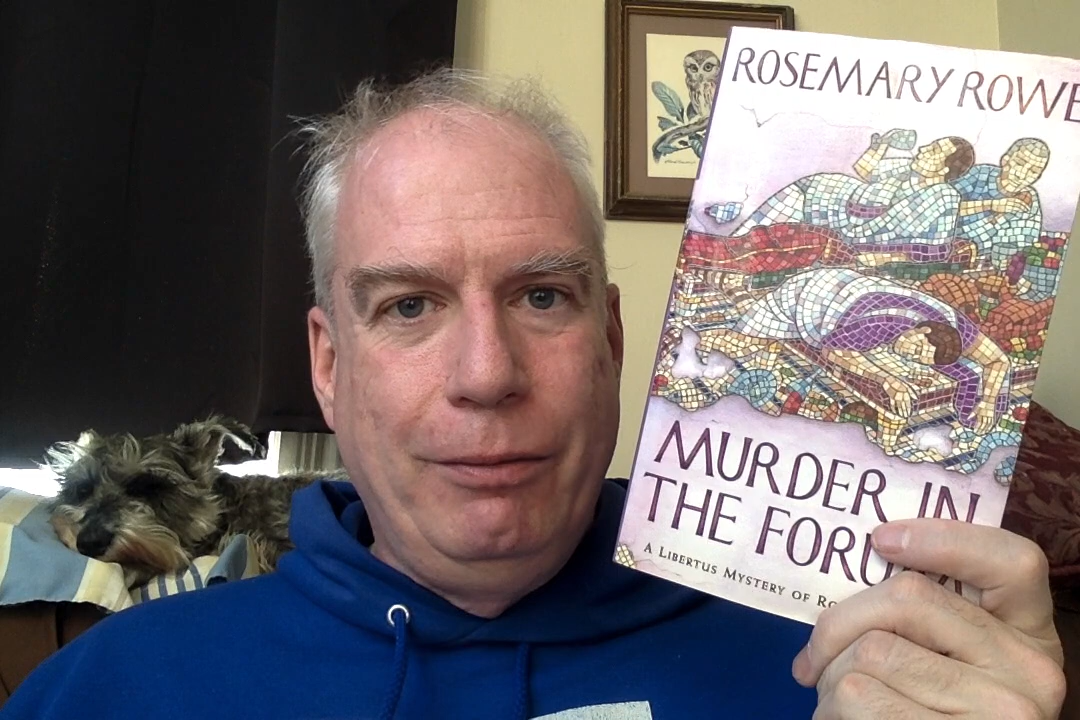 ROSEMARY ROWE
MURDER IN
THE FORU
A LIBERTUS MYSTERY OF RO